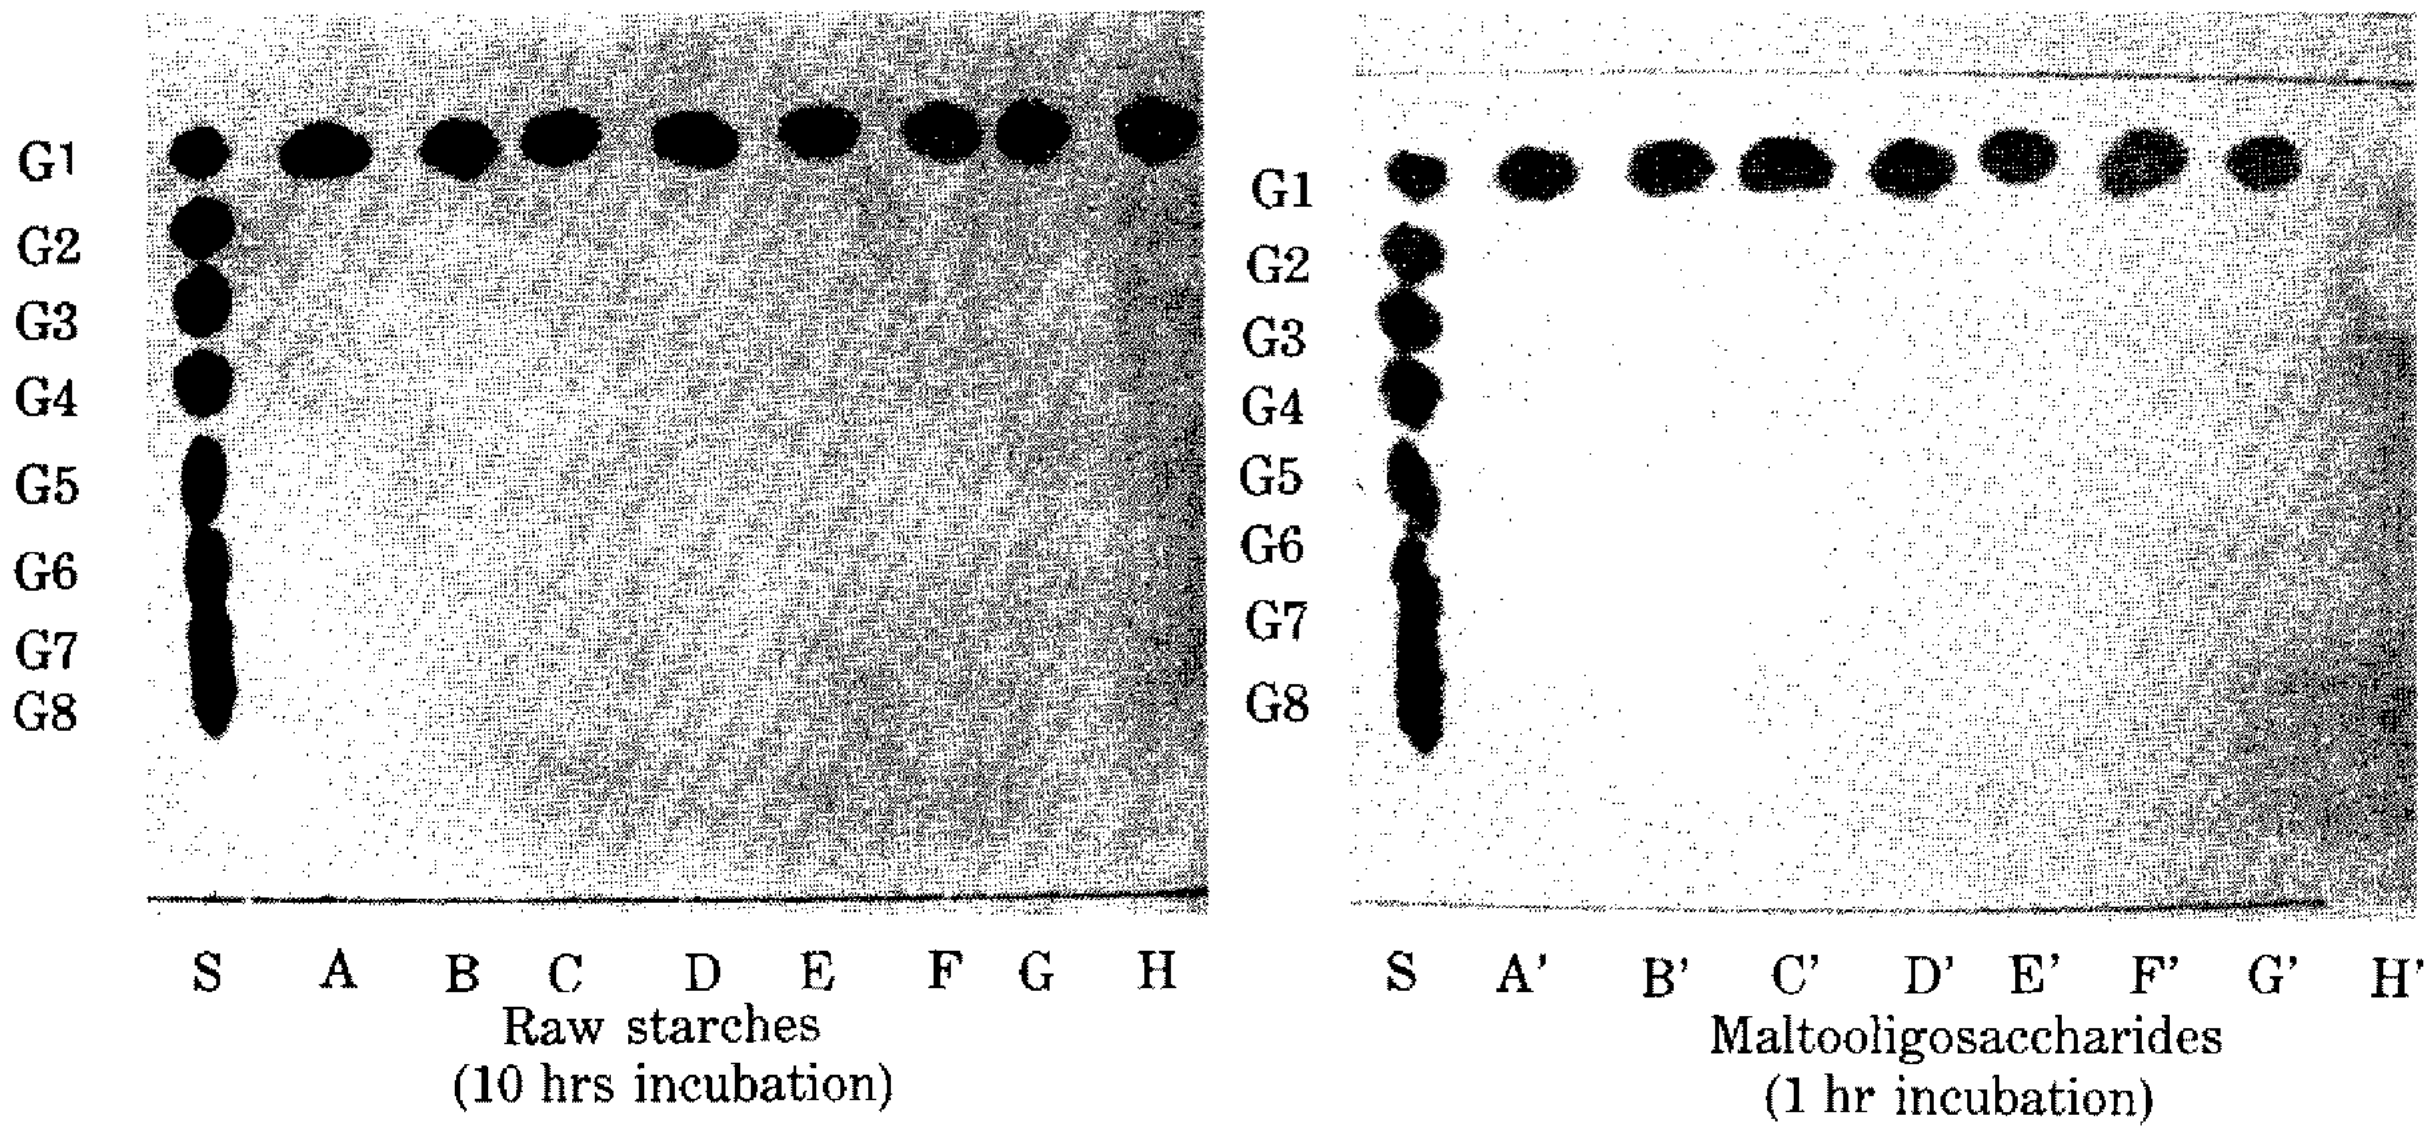 G1
G2
G3
G4
G5
G6
G7
G8
S A B C D E F G H
Raw starches
(10 hrs incubation)
G1
G2
G3
G4
G5
G6
G7
G8
S A' B' C' D' E' F' G' H'
Maltooligosaccharides
(1 hr incubation)